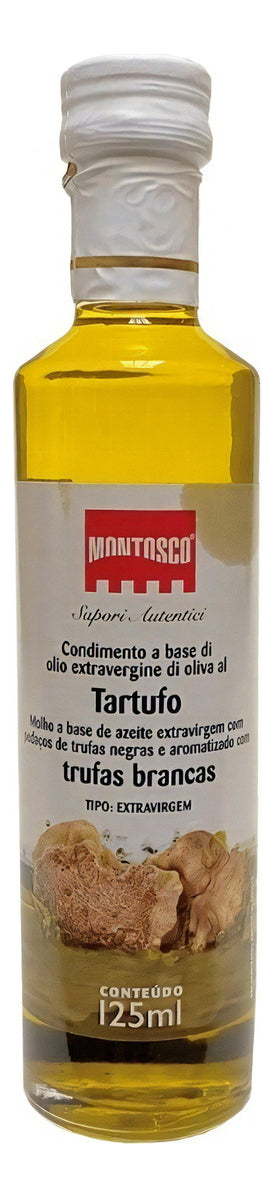 MONTOSCO®
Sapori Autentici
Condimento a base di
olio extravergine di oliva al
Tartufo
Molho a base de azeite extravirgem com
pedaços de trufas negras e aromatizado com
trufas brancas
TIPO: EXTRAVIRGEM
CONTEÚDO
125ml